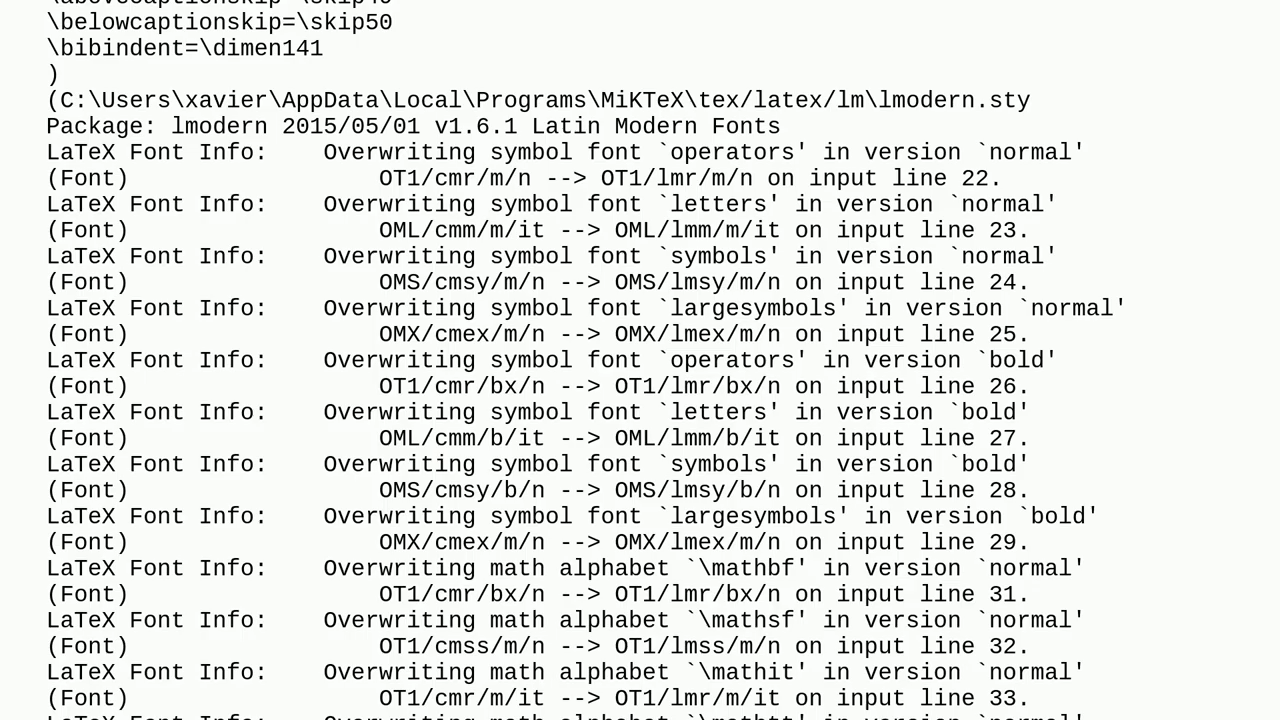 \belowcaptionskip=\skip50
\bibindent=\dimen141
)
(C:\Users\xavier\AppData\Local\Programs\MiKTeX\tex/latex/lm\lmodern.sty
Package: lmodern 2015/05/01 v1.6.1 Latin Modern Fonts
LaTeX Font Info:    Overwriting symbol font `operators' in version `normal'
(Font)                  OT1/cmr/m/n --> OT1/lmr/m/n on input line 22.
LaTeX Font Info:    Overwriting symbol font `letters' in version `normal'
(Font)                  OML/cmm/m/it --> OML/lmm/m/it on input line 23.
LaTeX Font Info:    Overwriting symbol font `symbols' in version `normal'
(Font)                  OMS/cmsy/m/n --> OMS/lmsy/m/n on input line 24.
LaTeX Font Info:    Overwriting symbol font `largesymbols' in version `normal'
(Font)                  OMX/cmex/m/n --> OMX/lmex/m/n on input line 25.
LaTeX Font Info:    Overwriting symbol font `operators' in version `bold'
(Font)                  OT1/cmr/bx/n --> OT1/lmr/bx/n on input line 26.
LaTeX Font Info:    Overwriting symbol font `letters' in version `bold'
(Font)                  OML/cmm/b/it --> OML/lmm/b/it on input line 27.
LaTeX Font Info:    Overwriting symbol font `symbols' in version `bold'
(Font)                  OMS/cmsy/b/n --> OMS/lmsy/b/n on input line 28.
LaTeX Font Info:    Overwriting symbol font `largesymbols' in version `bold'
(Font)                  OMX/cmex/m/n --> OMX/lmex/m/n on input line 29.
LaTeX Font Info:    Overwriting math alphabet `\mathbf' in version `normal'
(Font)                  OT1/cmr/bx/n --> OT1/lmr/bx/n on input line 31.
LaTeX Font Info:    Overwriting math alphabet `\mathsf' in version `normal'
(Font)                  OT1/cmss/m/n --> OT1/lmss/m/n on input line 32.
LaTeX Font Info:    Overwriting math alphabet `\mathit' in version `normal'
(Font)                  OT1/cmr/m/it --> OT1/lmr/m/it on input line 33.